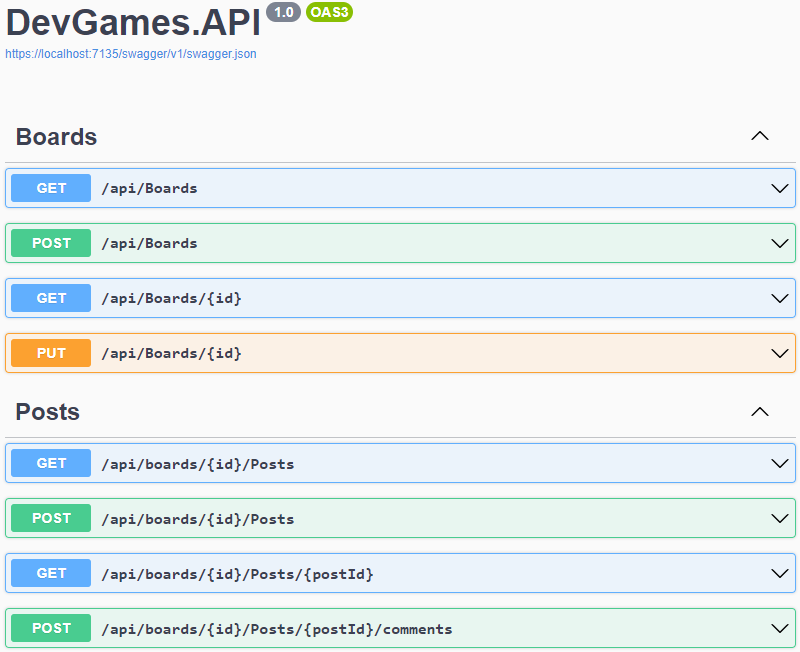 DevGames.API 1.0 OAS3
https://localhost:7135/swagger/v1/swagger.json
Boards
GET /api/Boards
POST /api/Boards
GET /api/Boards/{id}
PUT /api/Boards/{id}
Posts
GET /api/boards/{id}/Posts
POST /api/boards/{id}/Posts
GET /api/boards/{id}/Posts/{postId}
POST /api/boards/{id}/Posts/{postId}/comments